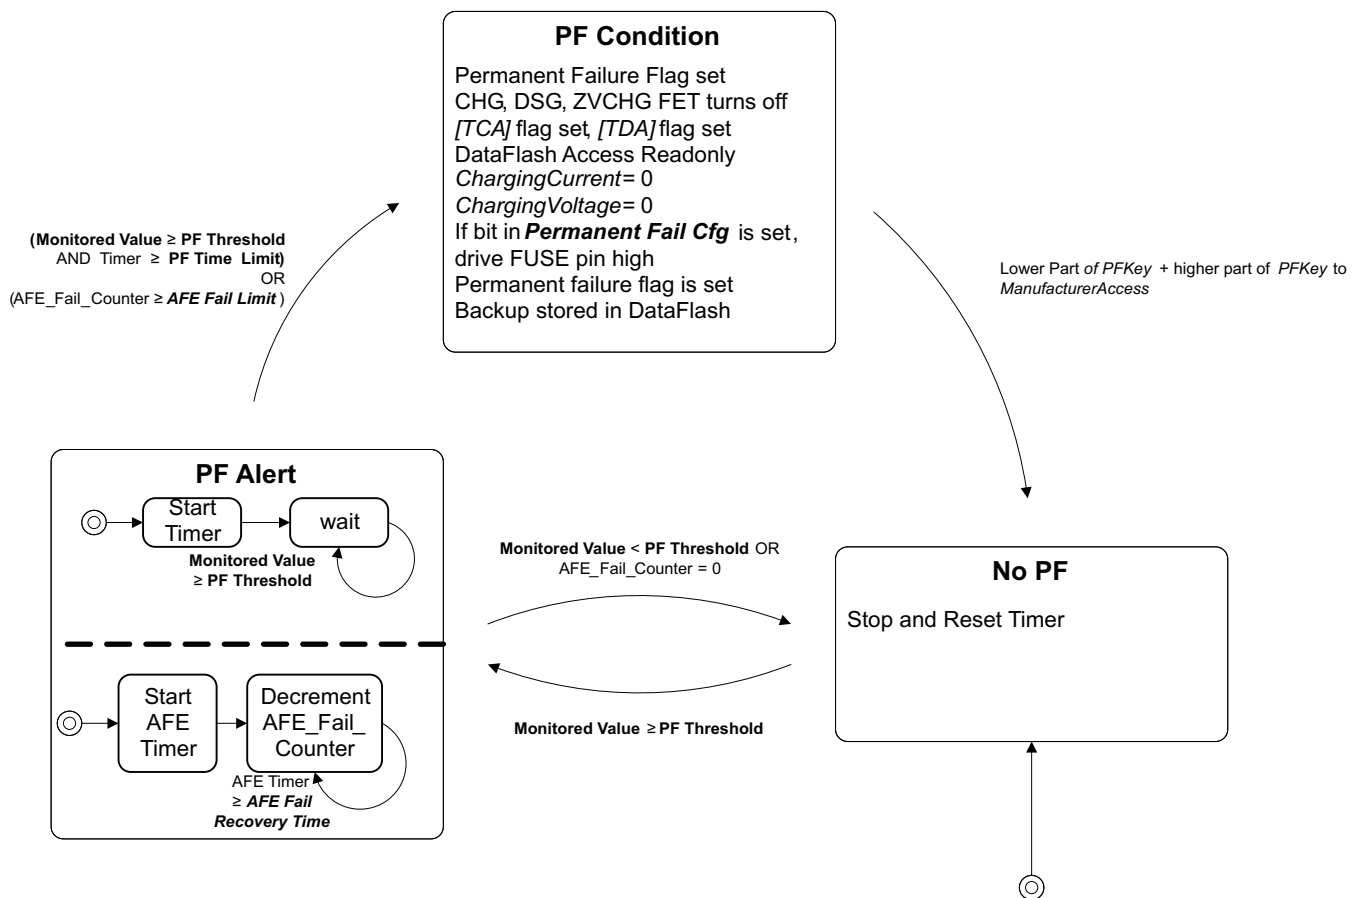 PF Condition
Permanent Failure Flag set
CHG, DSG, ZVCHG FET turns off
[TCA] flag set, [TDA] flag set
DataFlash Access Readonly
ChargingCurrent = 0
ChargingVoltage = 0
If bit in Permanent Fail Cfg is set,
drive FUSE pin high
Permanent failure flag is set
Backup stored in DataFlash
(Monitored Value ≥ PF Threshold
AND Timer ≥ PF Time Limit)
OR
(AFE_Fail_Counter ≥ AFE Fail Limit )
Lower Part of PFKey + higher part of PFKey to
ManufacturerAccess
PF Alert
Start
Timer
wait
Monitored Value
≥ PF Threshold
Start
AFE
Timer
Decrement
AFE_Fail_
Counter
AFE Timer
≥ AFE Fail
Recovery Time
Monitored Value < PF Threshold OR
AFE_Fail_Counter = 0
Monitored Value ≥ PF Threshold
No PF
Stop and Reset Timer